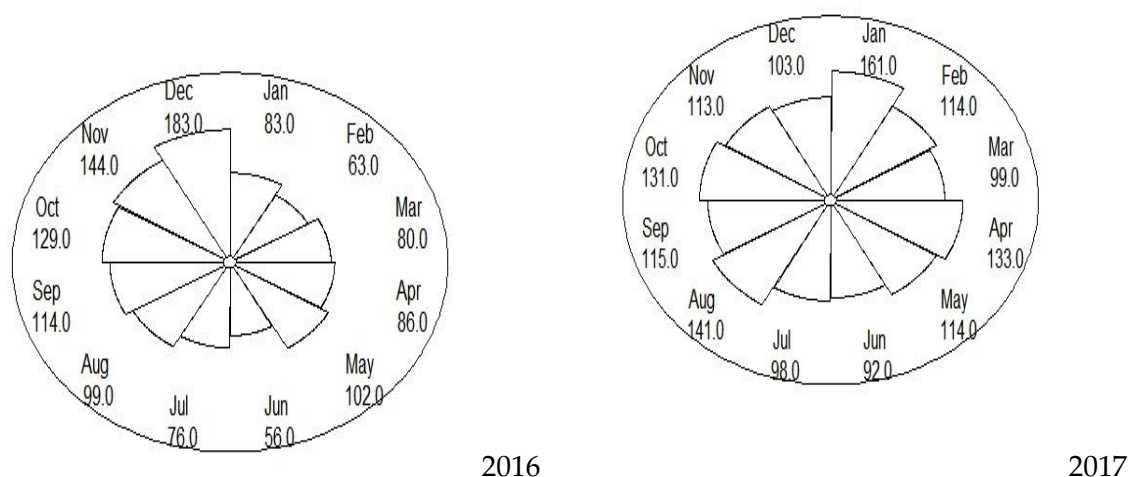 Dec
183.0
Jan
83.0
Feb
63.0
Mar
80.0
Apr
86.0
May
102.0
Jun
56.0
Jul
76.0
Aug
99.0
Sep
114.0
Oct
129.0
Nov
144.0
2016
Dec
103.0
Jan
161.0
Feb
114.0
Mar
99.0
Apr
133.0
May
114.0
Jun
92.0
Jul
98.0
Aug
141.0
Sep
115.0
Oct
131.0
Nov
113.0
2017